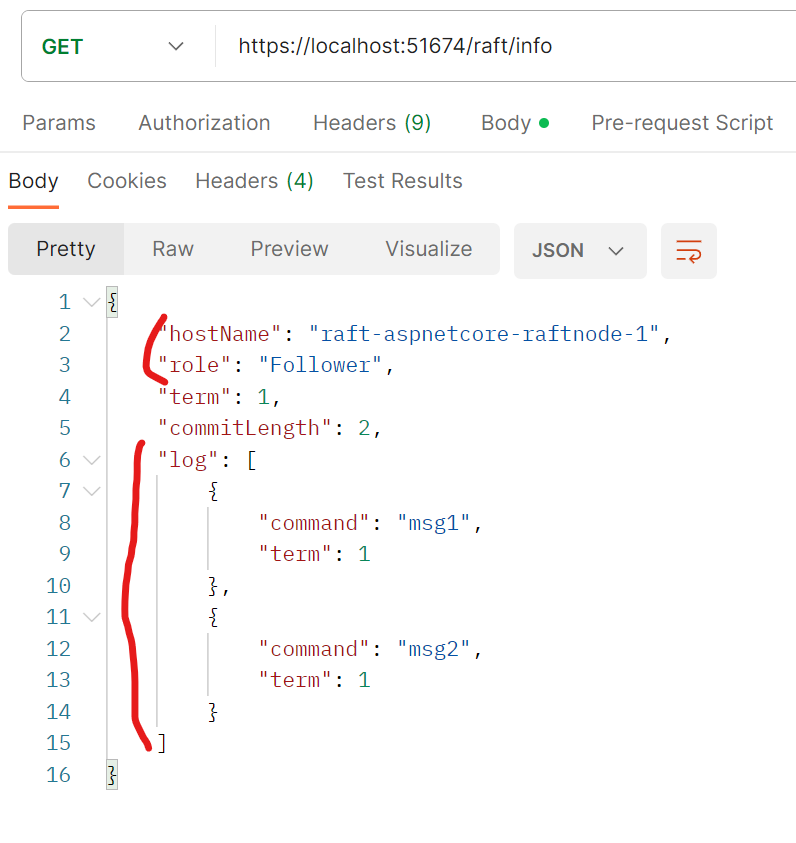 GET https://localhost:51674/raft/info
Params Authorization Headers (9) Body Pre-request Script
Body Cookies Headers (4) Test Results
Pretty Raw Preview Visualize JSON
1 {
2 "hostName": "raft-aspnetcore-raftnode-1",
3 "role": "Follower",
4 "term": 1,
5 "commitLength": 2,
6 "log": [
7 {
8 "command": "msg1",
9 "term": 1
10 },
11 {
12 "command": "msg2",
13 "term": 1
14 }
15 ]
16 }